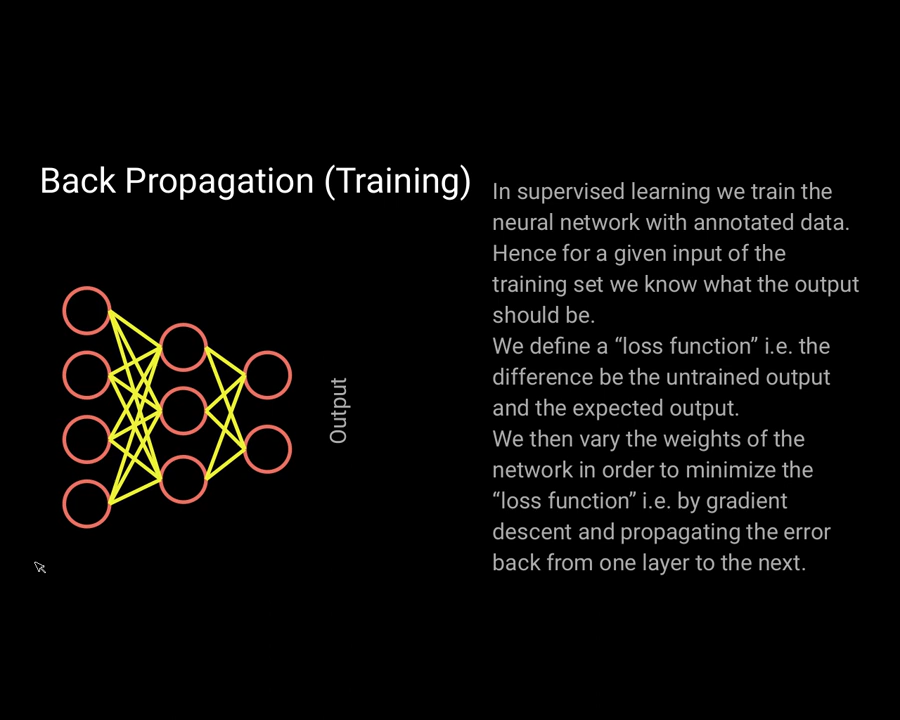 Back Propagation (Training)
In supervised learning we train the
neural network with annotated data.
Hence for a given input of the
training set we know what the output
should be.
We define a “loss function” i.e. the
difference be the untrained output
and the expected output.
We then vary the weights of the
network in order to minimize the
“loss function” i.e. by gradient
descent and propagating the error
back from one layer to the next.
Output